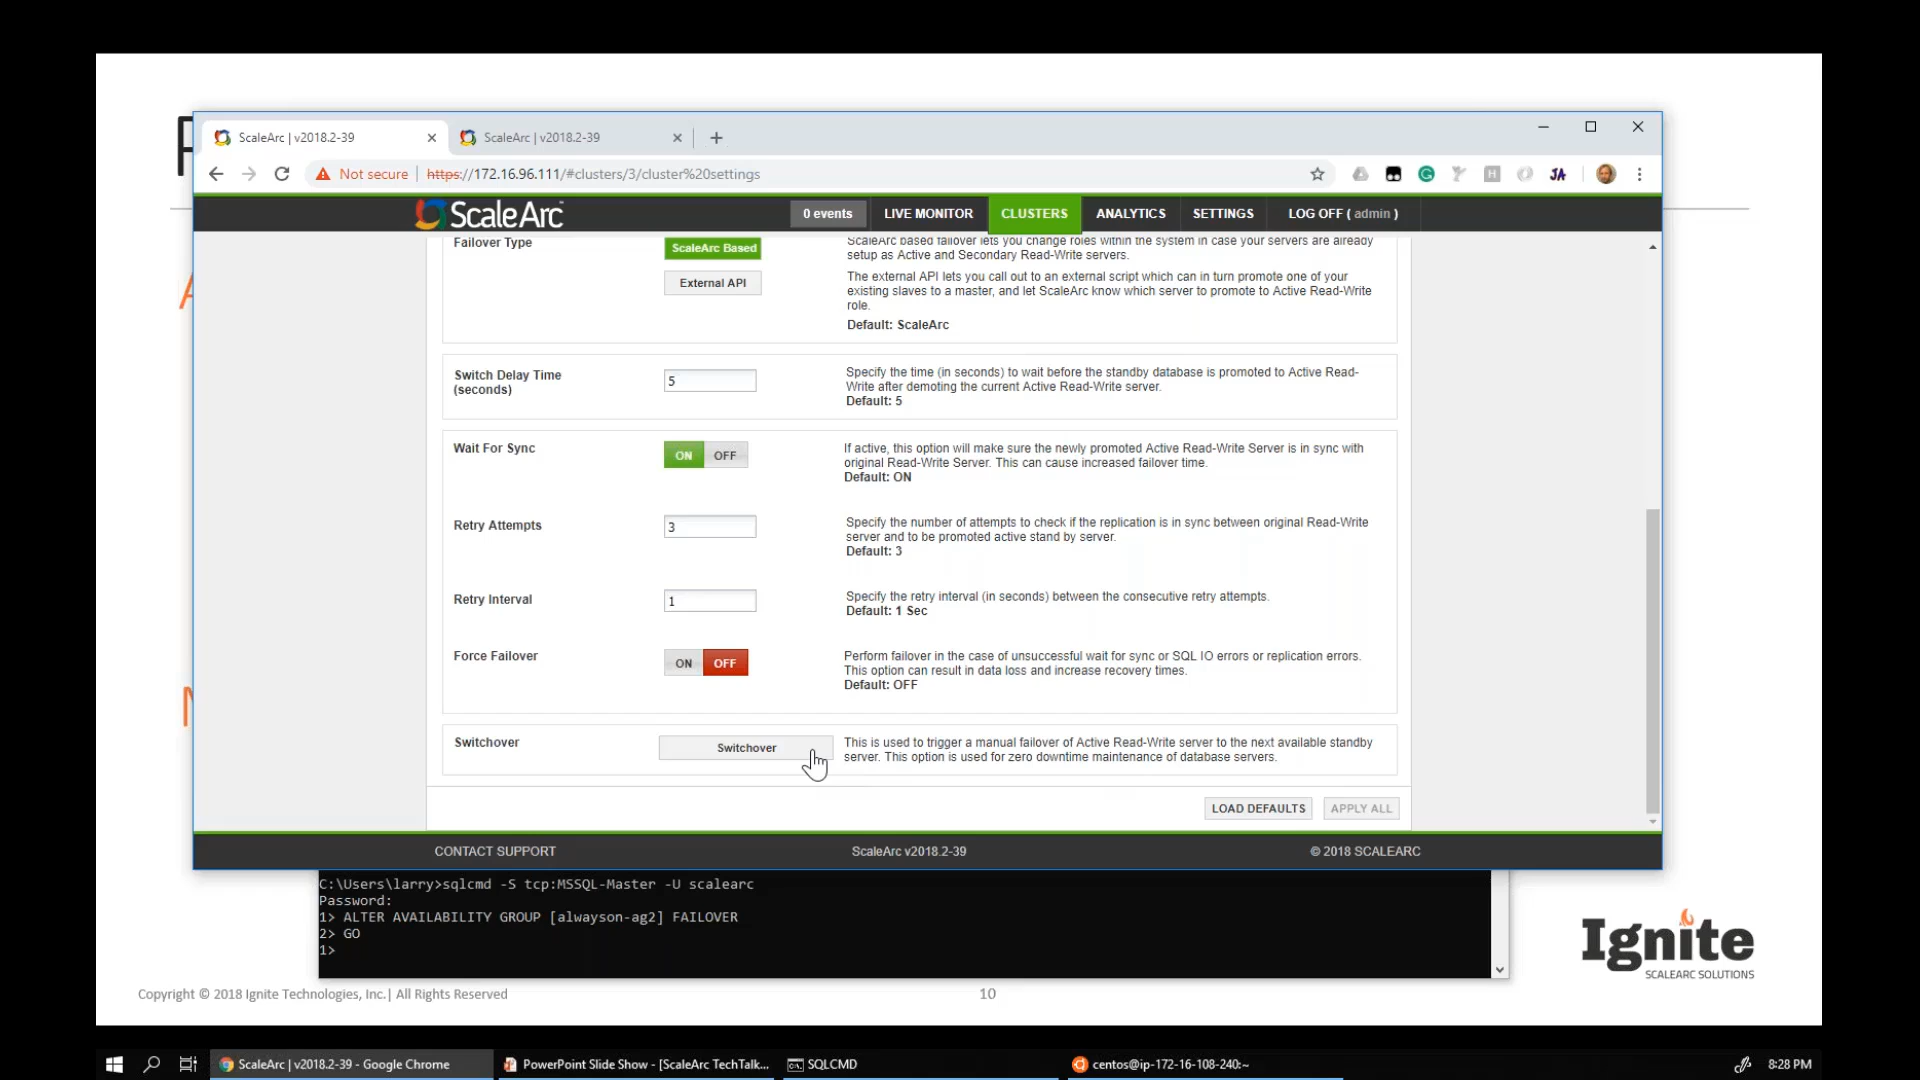 ScaleArc | v2018.2-39
ScaleArc | v2018.2-39
Not secure
https://172.16.96.111/#clusters/3/cluster%20settings
ScaleArc
0 events
LIVE MONITOR
CLUSTERS
ANALYTICS
SETTINGS
LOG OFF ( admin )
Failover Type
ScaleArc Based
ScaleArc based failover lets you change roles within the system in case your servers are already
setup as Active and Secondary Read-Write servers.
External API
The external API lets you call out to an external script which can in turn promote one of your
existing slaves to a master, and let ScaleArc know which server to promote to Active Read-Write
role.
Default: ScaleArc
Switch Delay Time
(seconds)
5
Specify the time (in seconds) to wait before the standby database is promoted to Active Read-
Write after demoting the current Active Read-Write server.
Default: 5
Wait For Sync
ON OFF
If active, this option will make sure the newly promoted Active Read-Write Server is in sync with
original Read-Write Server. This can cause increased failover time.
Default: ON
Retry Attempts
3
Specify the number of attempts to check if the replication is in sync between original Read-Write
server and to be promoted active stand by server.
Default: 3
Retry Interval
1
Specify the retry interval (in seconds) between the consecutive retry attempts.
Default: 1 Sec
Force Failover
ON OFF
Perform failover in the case of unsuccessful wait for sync or SQL IO errors or replication errors.
This option can result in data loss and increase recovery times.
Default: OFF
Switchover
Switchover
This is used to trigger a manual failover of Active Read-Write server to the next available standby
server. This option is used for zero downtime maintenance of database servers.
LOAD DEFAULTS
APPLY ALL
CONTACT SUPPORT
ScaleArc v2018.2-39
© 2018 SCALEARC
C:\Users\larry>sqlcmd -S tcp:MSSQL-Master -U scalearc
Password:
1> ALTER AVAILABILITY GROUP [alwayson-ag2] FAILOVER
2> GO
1>
Ignite
SCALEARC SOLUTIONS
Copyright © 2018 Ignite Technologies, Inc.| All Rights Reserved
10
ScaleArc | v2018.2-39 - Google Chrome
PowerPoint Slide Show - [ScaleArc TechTalk...
SQLCMD
centos@ip-172-16-108-240:~
8:28 PM